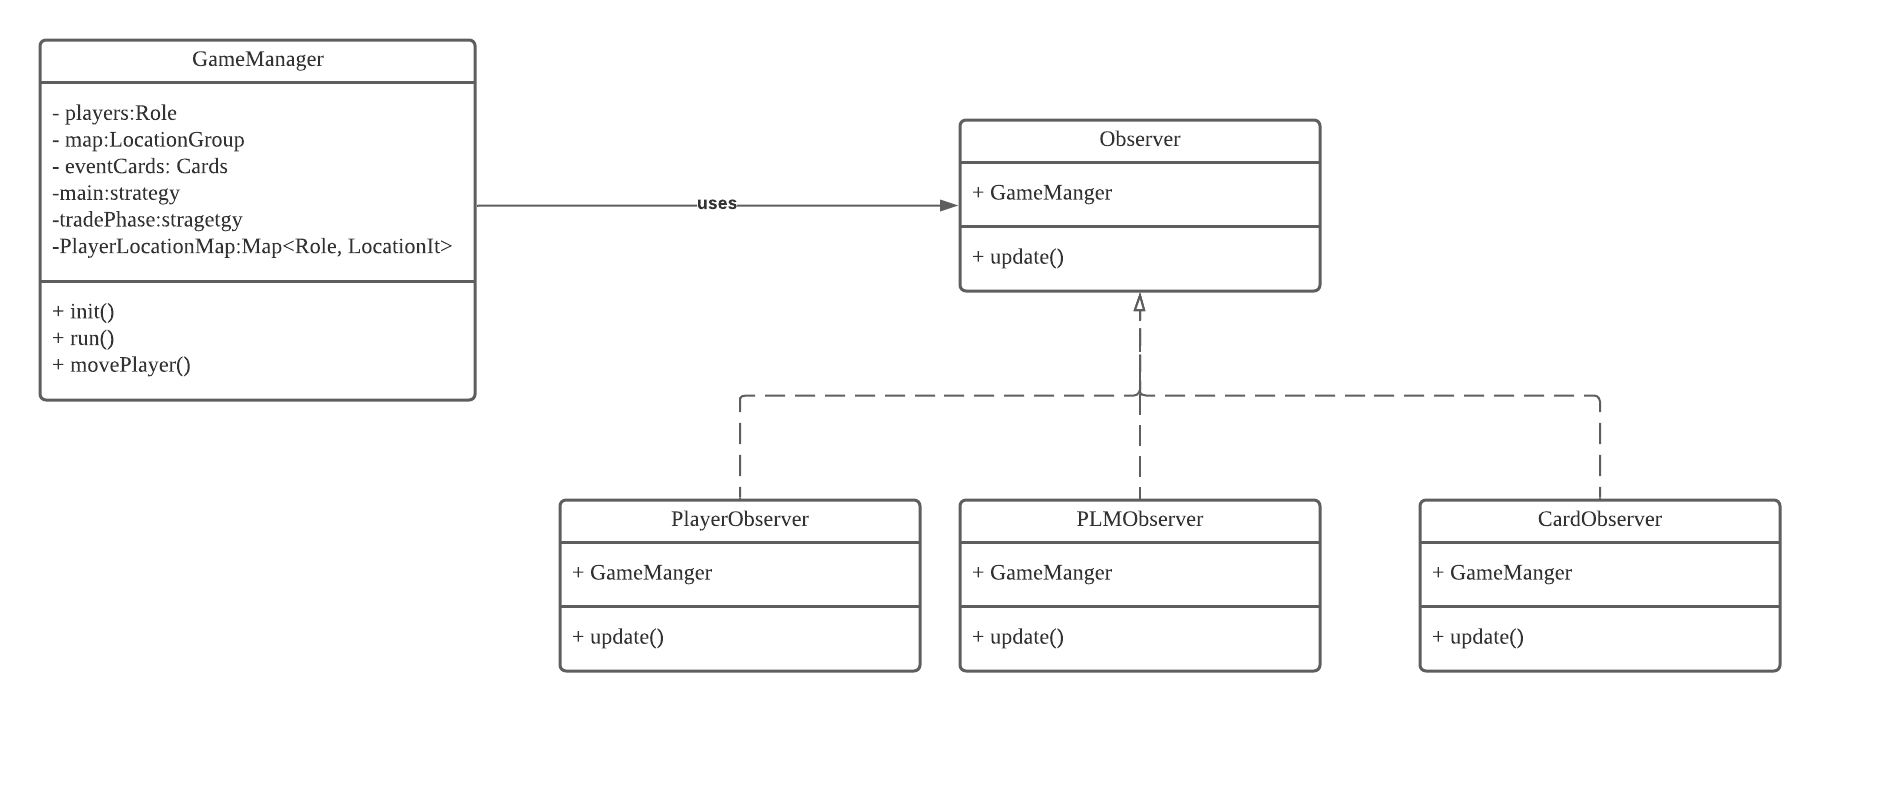 GameManager
- players:Role
- map:LocationGroup
- eventCards: Cards
-main:strategy
-tradePhase:stragetgy
-PlayerLocationMap:Map<Role, LocationIt>
+ init()
+ run()
+ movePlayer()
uses
Observer
+ GameManger
+ update()
PlayerObserver
+ GameManger
+ update()
PLMObserver
+ GameManger
+ update()
CardObserver
+ GameManger
+ update()